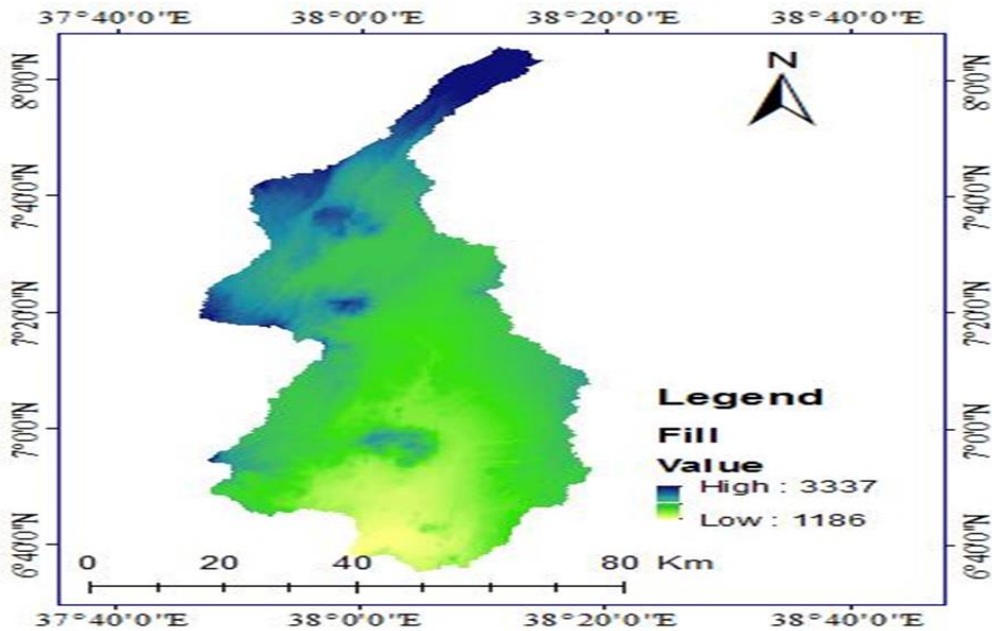 37°40'0"E 38°0'0"E 38°20'0"E 38°40'0"E
N
8°0'0"N 8°0'0"N
7°40'0"N 7°40'0"N
7°20'0"N 7°20'0"N
7°0'0"N 7°0'0"N
6°40'0"N 6°40'0"N
Legend
Fill
Value
High : 3337
Low : 1186
0 20 40 80 Km
37°40'0"E 38°0'0"E 38°20'0"E 38°40'0"E